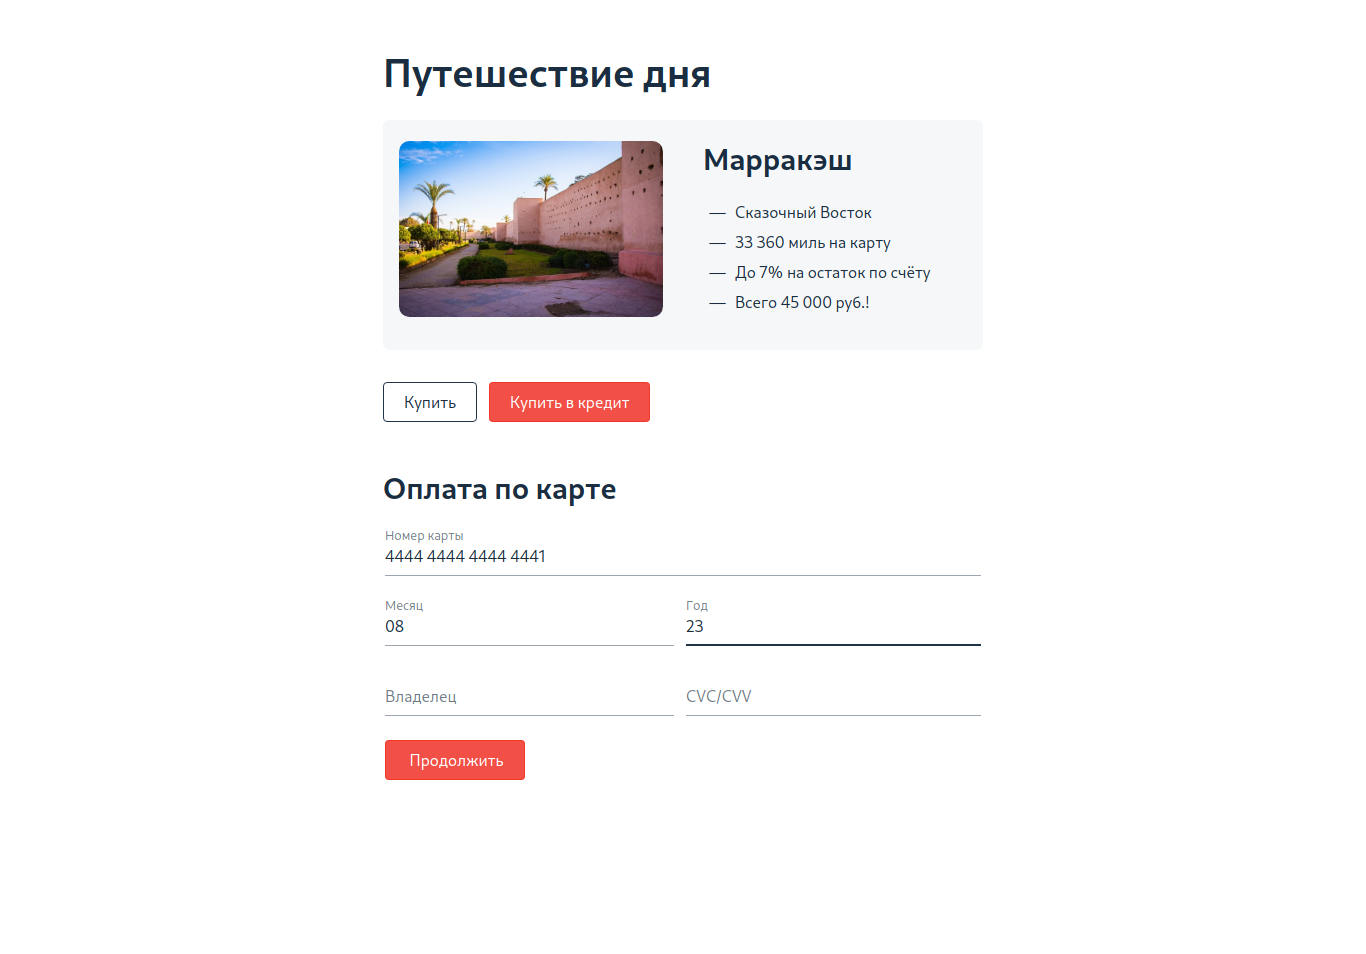 Путешествие дня
Марракэш
— Сказочный Восток
— 33 360 миль на карту
— До 7% на остаток по счёту
— Всего 45 000 руб.!
Купить
Купить в кредит
Оплата по карте
Номер карты
4444 4444 4444 4441
Месяц
Год
08
23
Владелец
CVC/CVV
Продолжить